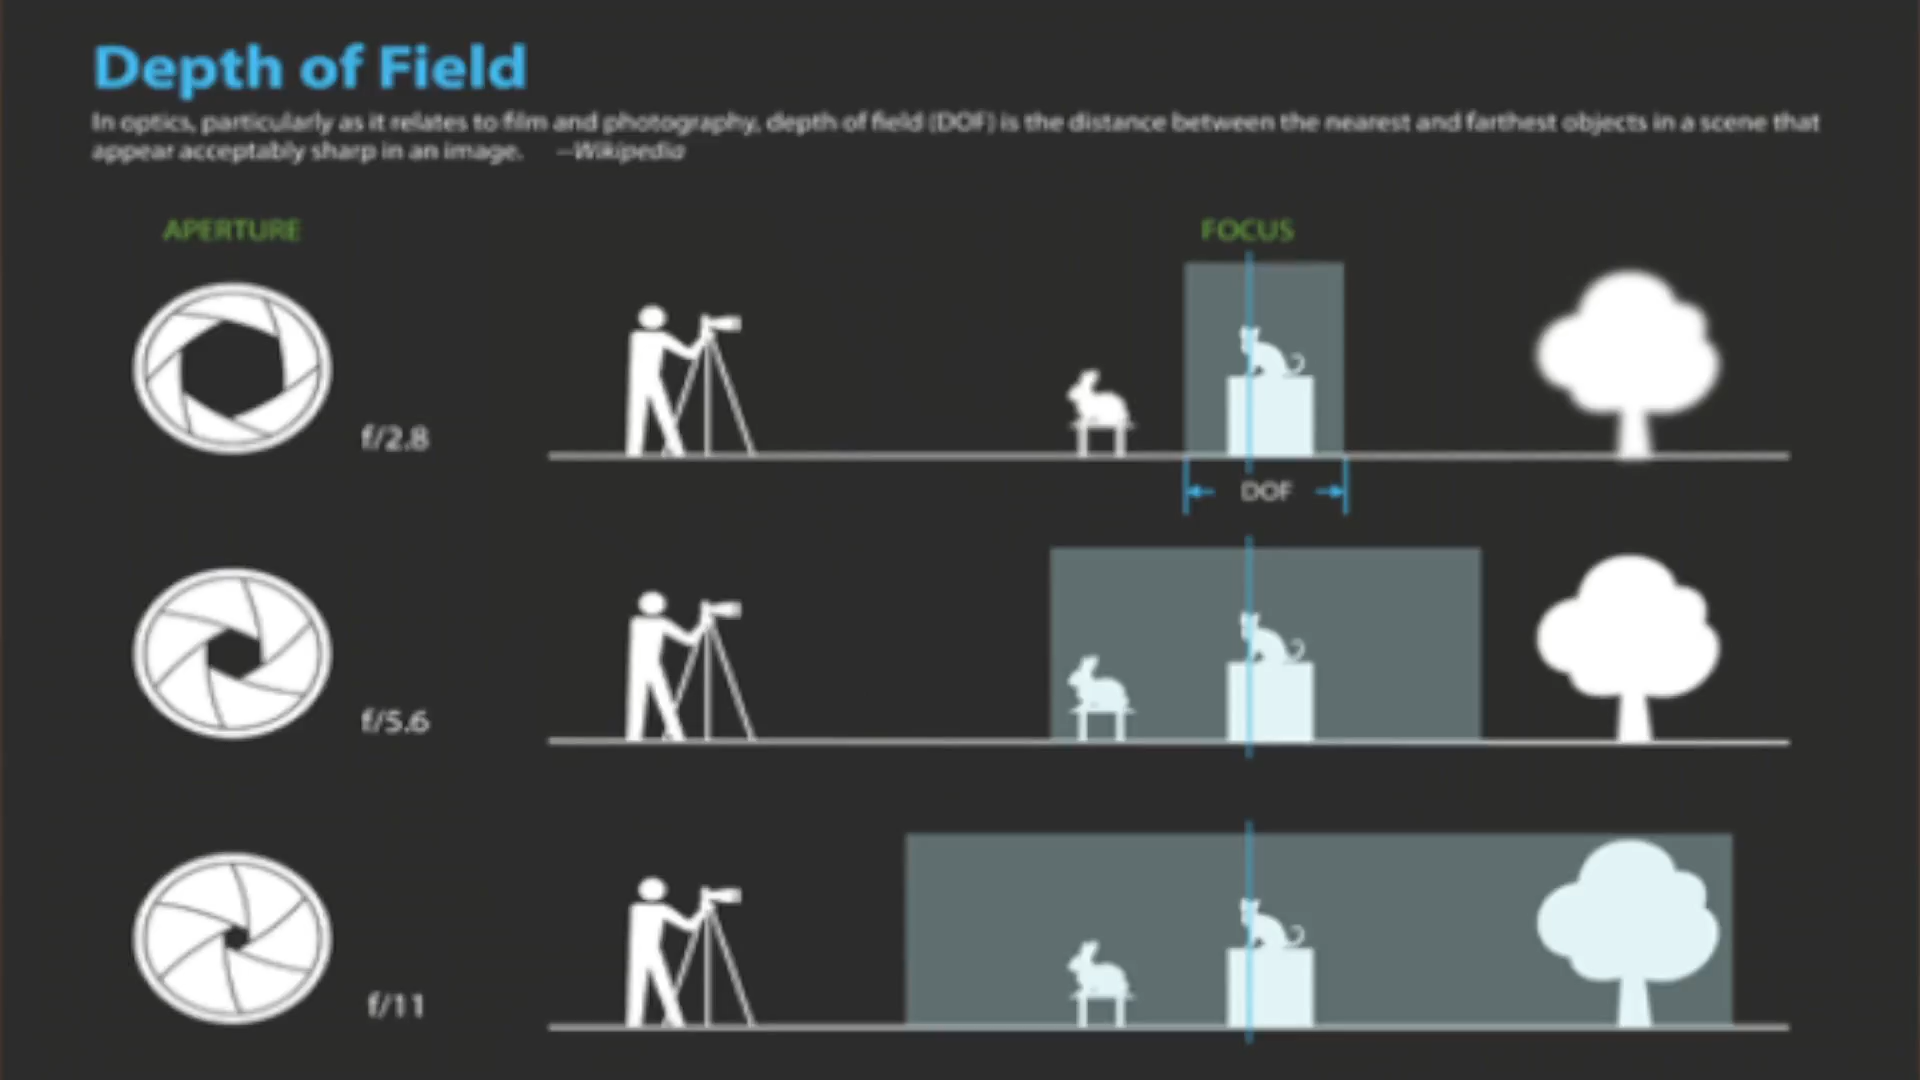 Depth of Field
In optics, particularly as it relates to film and photography, depth of field (DOF) is the distance between the nearest and farthest objects in a scene that
appear acceptably sharp in an image. --Wikipedia
APERTURE
FOCUS
f/2.8
DOF
f/5.6
f/11